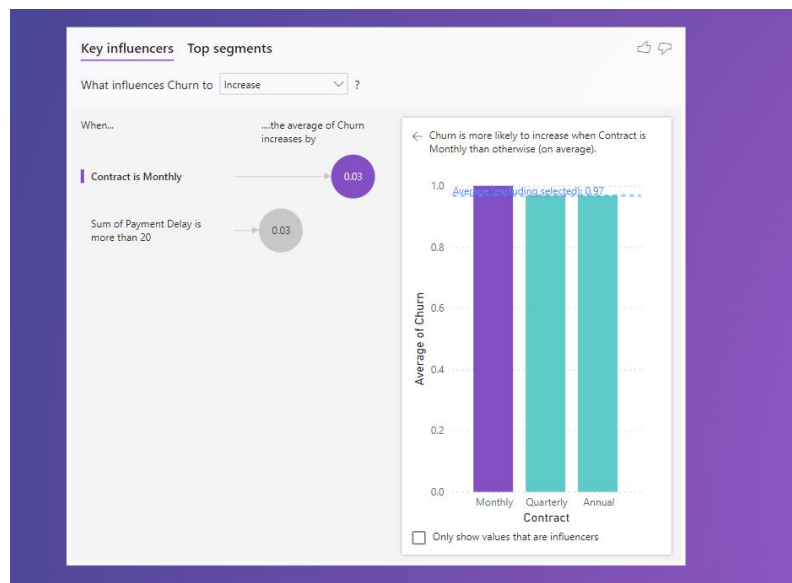 Key influencers Top segments
What influences Churn to Increase ?
When...
....the average of Churn
increases by
Contract is Monthly
0.03
Sum of Payment Delay is
more than 20
0.03
Churn is more likely to increase when Contract is
Monthly than otherwise (on average).
Average (excluding selected): 0.97
1.0
0.8
0.6
0.4
0.2
0.0
Average of Churn
Monthly Quarterly Annual
Contract
Only show values that are influencers